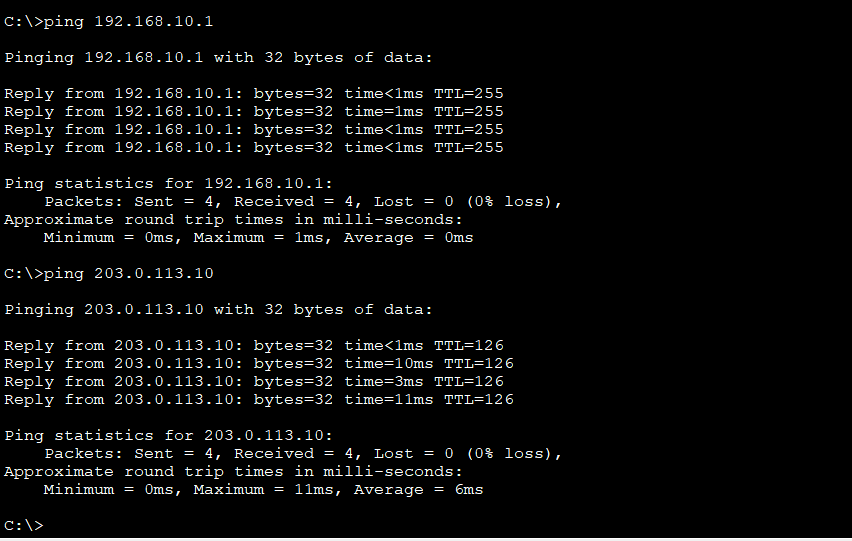 C:\>ping 192.168.10.1
Pinging 192.168.10.1 with 32 bytes of data:
Reply from 192.168.10.1: bytes=32 time<1ms TTL=255
Reply from 192.168.10.1: bytes=32 time=1ms TTL=255
Reply from 192.168.10.1: bytes=32 time<1ms TTL=255
Reply from 192.168.10.1: bytes=32 time<1ms TTL=255
Ping statistics for 192.168.10.1:
    Packets: Sent = 4, Received = 4, Lost = 0 (0% loss),
Approximate round trip times in milli-seconds:
    Minimum = 0ms, Maximum = 1ms, Average = 0ms
C:\>ping 203.0.113.10
Pinging 203.0.113.10 with 32 bytes of data:
Reply from 203.0.113.10: bytes=32 time<1ms TTL=126
Reply from 203.0.113.10: bytes=32 time=10ms TTL=126
Reply from 203.0.113.10: bytes=32 time=3ms TTL=126
Reply from 203.0.113.10: bytes=32 time=11ms TTL=126
Ping statistics for 203.0.113.10:
    Packets: Sent = 4, Received = 4, Lost = 0 (0% loss),
Approximate round trip times in milli-seconds:
    Minimum = 0ms, Maximum = 11ms, Average = 6ms
C:\>